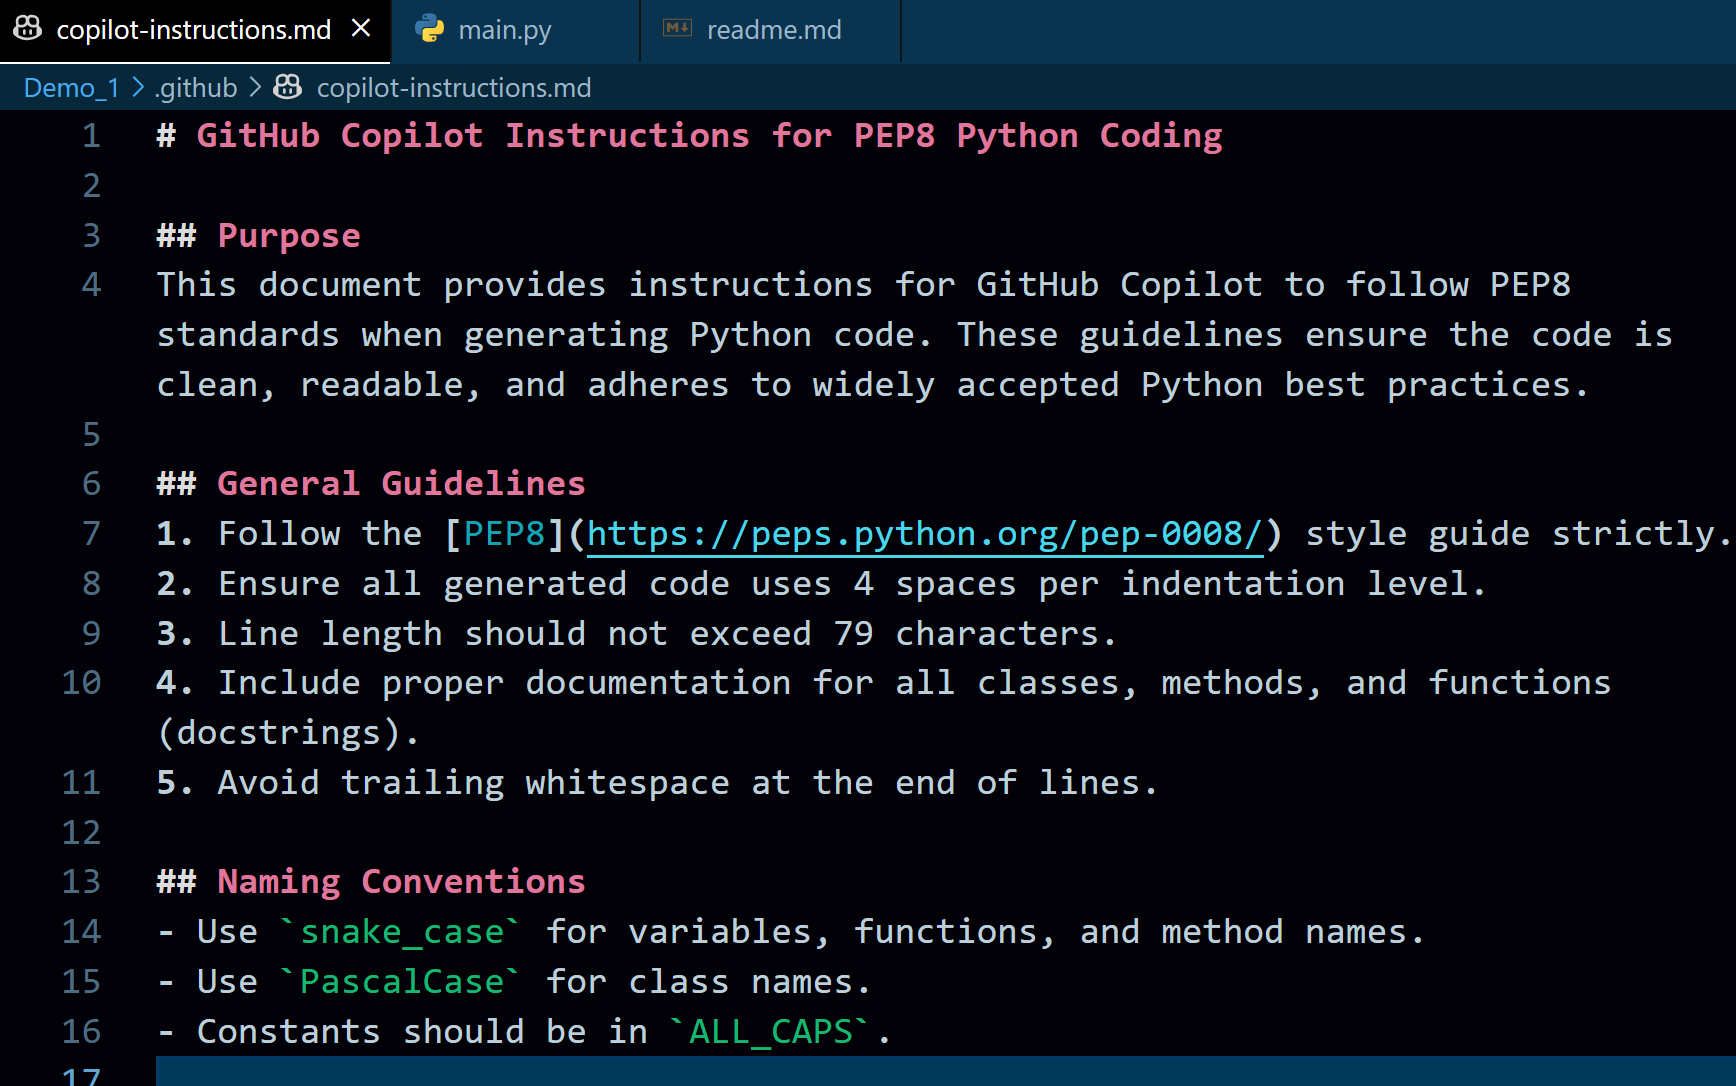 copilot-instructions.md
main.py
readme.md
Demo_1 > .github > copilot-instructions.md
1 # GitHub Copilot Instructions for PEP8 Python Coding
2
3 ## Purpose
4 This document provides instructions for GitHub Copilot to follow PEP8
standards when generating Python code. These guidelines ensure the code is
clean, readable, and adheres to widely accepted Python best practices.
5
6 ## General Guidelines
7 1. Follow the [PEP8](https://peps.python.org/pep-0008/) style guide strictly.
8 2. Ensure all generated code uses 4 spaces per indentation level.
9 3. Line length should not exceed 79 characters.
10 4. Include proper documentation for all classes, methods, and functions
(docstrings).
11 5. Avoid trailing whitespace at the end of lines.
12
13 ## Naming Conventions
14 - Use `snake_case` for variables, functions, and method names.
15 - Use `PascalCase` for class names.
16 - Constants should be in `ALL_CAPS`.
17